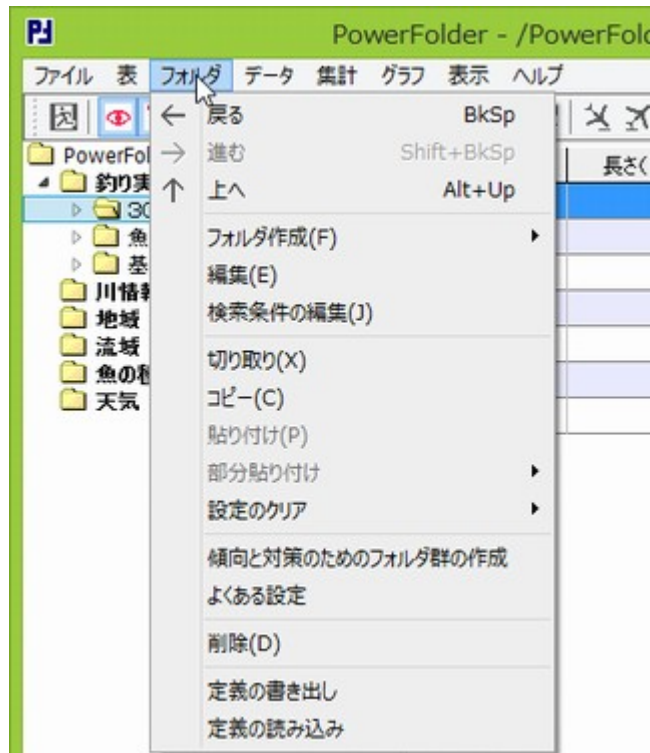 PowerFolder - /PowerFol
ファイル 表 フォルダ データ 集計 グラフ 表示 ヘルプ
戻る BkSp
進む Shift+BkSp
上へ Alt+Up
フォルダ作成(F)
編集(E)
検索条件の編集(J)
切り取り(X)
コピー(C)
貼り付け(P)
部分貼り付け
設定のクリア
傾向と対策のためのフォルダ群の作成
よくある設定
削除(D)
定義の書き出し
定義の読み込み
PowerFol
釣り実
30
魚
基
川情報
地域
流域
魚の種
天気
長さ(